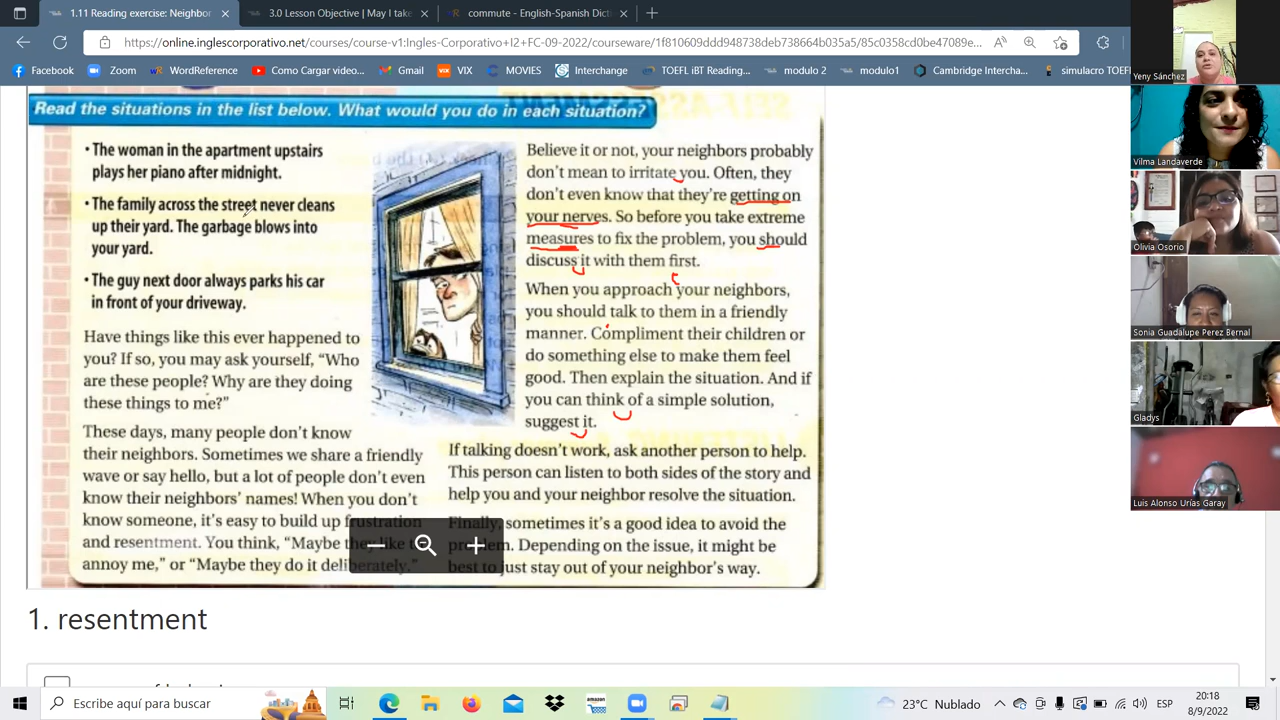 1.11 Reading exercise: Neighbor
3.0 Lesson Objective | May I take
commute - English-Spanish Dict
https://online.inglescorporativo.net/courses/course-v1:Ingles-Corporativo+I2+FC-09-2022/courseware/1f810609ddd948738deb738664b035a5/85c0358cd0be47089e...
Facebook
Zoom
WordReference
Como Cargar video...
Gmail
VIX
MOVIES
Interchange
TOEFL iBT Reading...
modulo 2
modulo1
Cambridge Intercha...
simulacro TOEFL
Read the situations in the list below. What would you do in each situation?
• The woman in the apartment upstairs
plays her piano after midnight.
• The family across the street never cleans
up their yard. The garbage blows into
your yard.
• The guy next door always parks his car
in front of your driveway.
Have things like this ever happened to
you? If so, you may ask yourself, “Who
are these people? Why are they doing
these things to me?”
These days, many people don’t know
their neighbors. Sometimes we share a friendly
wave or say hello, but a lot of people don’t even
know their neighbors’ names! When you don’t
know someone, it’s easy to build up frustration
and resentment. You think, “Maybe they like
annoy me,” or “Maybe they do it deliberately.”
Believe it or not, your neighbors probably
don’t mean to irritate you. Often, they
don’t even know that they’re getting on
your nerves. So before you take extreme
measures to fix the problem, you should
discuss it with them first.
When you approach your neighbors,
you should talk to them in a friendly
manner. Compliment their children or
do something else to make them feel
good. Then explain the situation. And if
you can think of a simple solution,
suggest it.
If talking doesn’t work, ask another person to help.
This person can listen to both sides of the story and
help you and your neighbor resolve the situation.
Finally, sometimes it’s a good idea to avoid the
problem. Depending on the issue, it might be
best to just stay out of your neighbor’s way.
1. resentment
Yeny Sánchez
Vilma Landaverde
Olivia Osorio
Sonia Guadalupe Perez Bernal
Gladys
Luis Alonso Urías Garay
Escribe aquí para buscar
23°C Nublado
ESP
20:18
8/9/2022